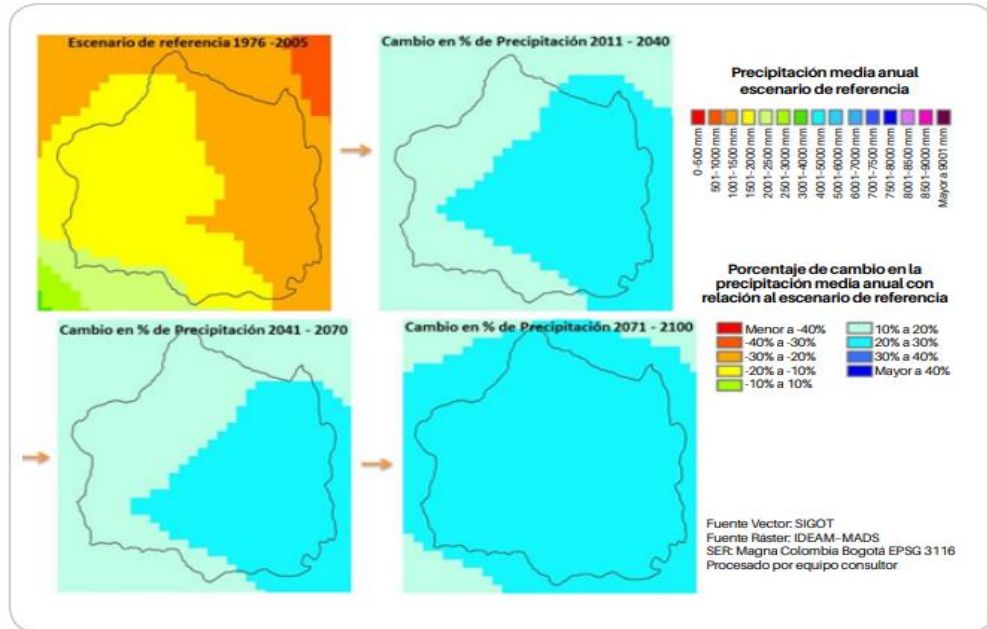 Escenario de referencia 1976 -2005
Cambio en % de Precipitación 2011 - 2040
Precipitación media anual
escenario de referencia
0-500 mm
501-1000 mm
1001-1500 mm
1501-2000 mm
2001-2500 mm
2501-3000 mm
3001-4000 mm
4001-5000 mm
5001-6000 mm
6001-7000 mm
7001-7500 mm
7501-8000 mm
8001-8500 mm
8501-9000 mm
Mayor a 9001 mm
Porcentaje de cambio en la
precipitación media anual con
relación al escenario de referencia
Menor a -40%
-40% a -30%
-30% a -20%
-20% a -10%
-10% a 10%
10% a 20%
20% a 30%
30% a 40%
Mayor a 40%
Cambio en % de Precipitación 2041 - 2070
Cambio en % de Precipitación 2071 - 2100
Fuente Vector: SIGOT
Fuente Ráster: IDEAM-MADS
SER: Magna Colombia Bogotá EPSG 3116
Procesado por equipo consultor